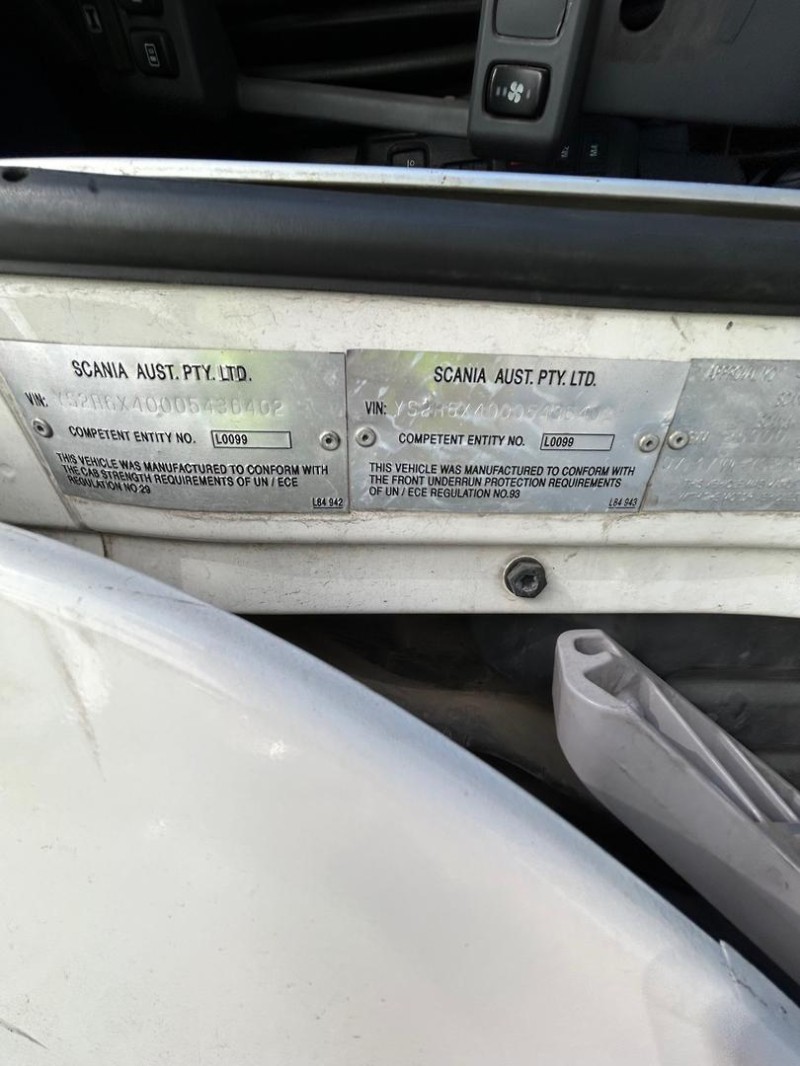 SCANIA AUST. PTY. LTD.
VIN: YS2R6X40005430402
COMPETENT ENTITY NO. L0099
THIS VEHICLE WAS MANUFACTURED TO CONFORM WITH
THE CAB STRENGTH REQUIREMENTS OF UN / ECE
REGULATION NO 29
L84 942
SCANIA AUST. PTY. LTD.
VIN:
COMPETENT ENTITY NO. L0099
THIS VEHICLE WAS MANUFACTURED TO CONFORM WITH
THE FRONT UNDERRUN PROTECTION REQUIREMENTS
OF UN / ECE REGULATION NO.93
L84 943